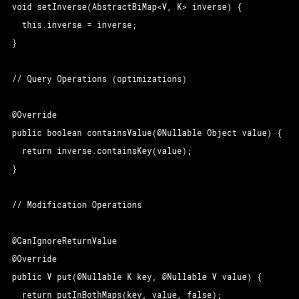 void setInverse(AbstractBiMap<V, K> inverse) {
this.inverse = inverse;
}
// Query Operations (optimizations)
@Override
public boolean containsValue(@Nullable Object value) {
return inverse.containsKey(value);
}
// Modification Operations
@CanIgnoreReturnValue
@Override
public V put(@Nullable K key, @Nullable V value) {
return putInBothMaps(key, value, false);